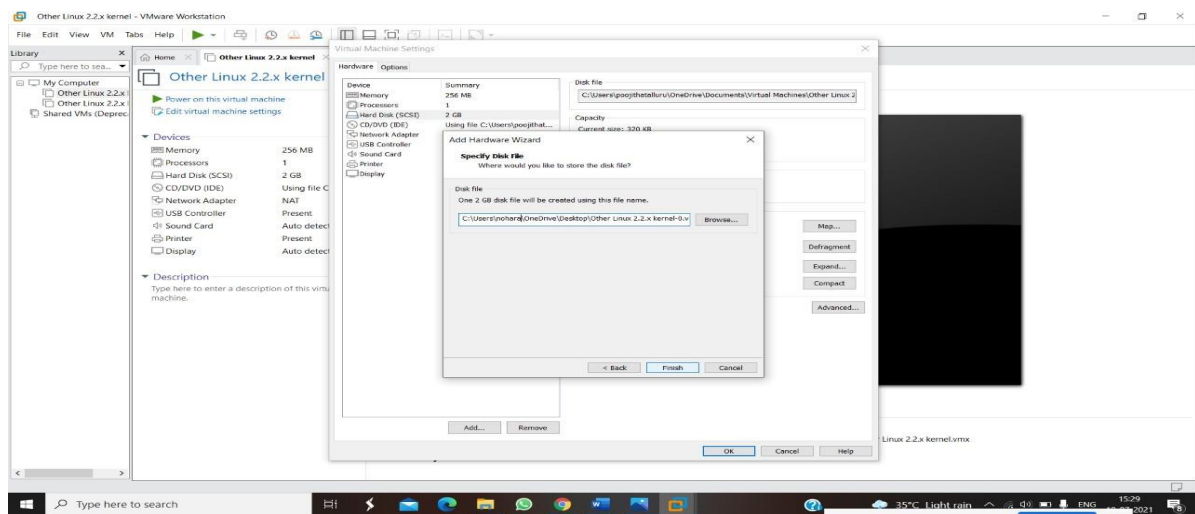 Other Linux 2.2.x kernel - VMware Workstation
File Edit View VM Tabs Help
Library
Type here to sea...
My Computer
Other Linux 2.2.x
Other Linux 2.2.x
Shared VMs (Deprec
Home
Other Linux 2.2.x kernel
Other Linux 2.2.x kernel
Power on this virtual machine
Edit virtual machine settings
Devices
Memory 256 MB
Processors 1
Hard Disk (SCSI) 2 GB
CD/DVD (IDE) Using file C
Network Adapter NAT
USB Controller Present
Sound Card Auto detect
Printer Present
Display Auto detect
Description
Type here to enter a description of this virtu
machine.
Virtual Machine Settings
Hardware Options
Device Summary
Memory 256 MB
Processors 1
Hard Disk (SCSI) 2 GB
CD/DVD (IDE) Using file C:\Users\poojithat...
Network Adapter
USB Controller
Sound Card
Printer
Display
Disk file
C:\Users\poojithatalluru\OneDrive\Documents\Virtual Machines\Other Linux 2
Capacity
Current size: 320 KB
Add Hardware Wizard
Specify Disk File
Where would you like to store the disk file?
Disk file
One 2 GB disk file will be created using this file name.
C:\Users\nohara\OneDrive\Desktop\Other Linux 2.2.x kernel-0.v
Browse...
< Back Finish Cancel
Map...
Defragment
Expand...
Compact
Advanced...
Add... Remove
OK Cancel Help
Linux 2.2.x kernel.vmx
Type here to search
35°C Light rain
ENG
15:29
2021